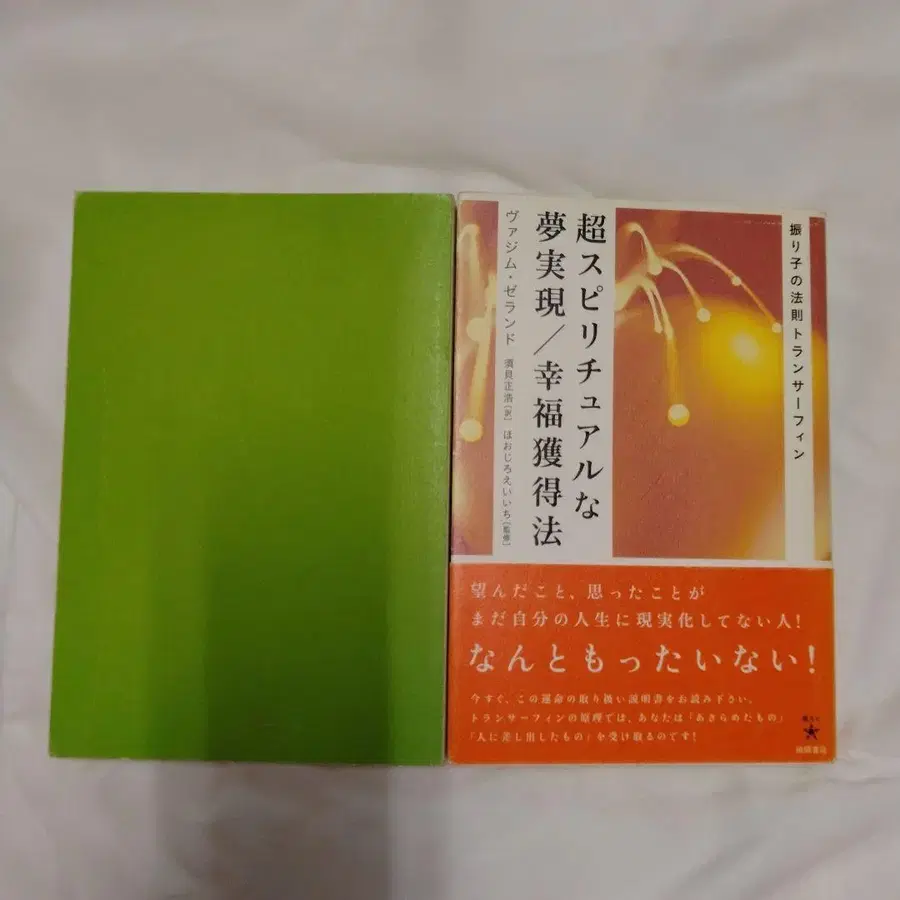 振り子の法則トランサーフィン
超スピリチュアルな
夢実現/幸福獲得法
ヴァジム・ゼランド 須貝正浩[訳] ほおじろえいいち[監修]
望んだこと、思ったことが
まだ自分の人生に現実化してない人!
なんともったいない!
今すぐ、この運命の取り扱い説明書をお読み下さい。
トランサーフィンの原理では、あなたは「あきらめたもの」
「人に差し出したもの」を受け取るのです!
徳間書店